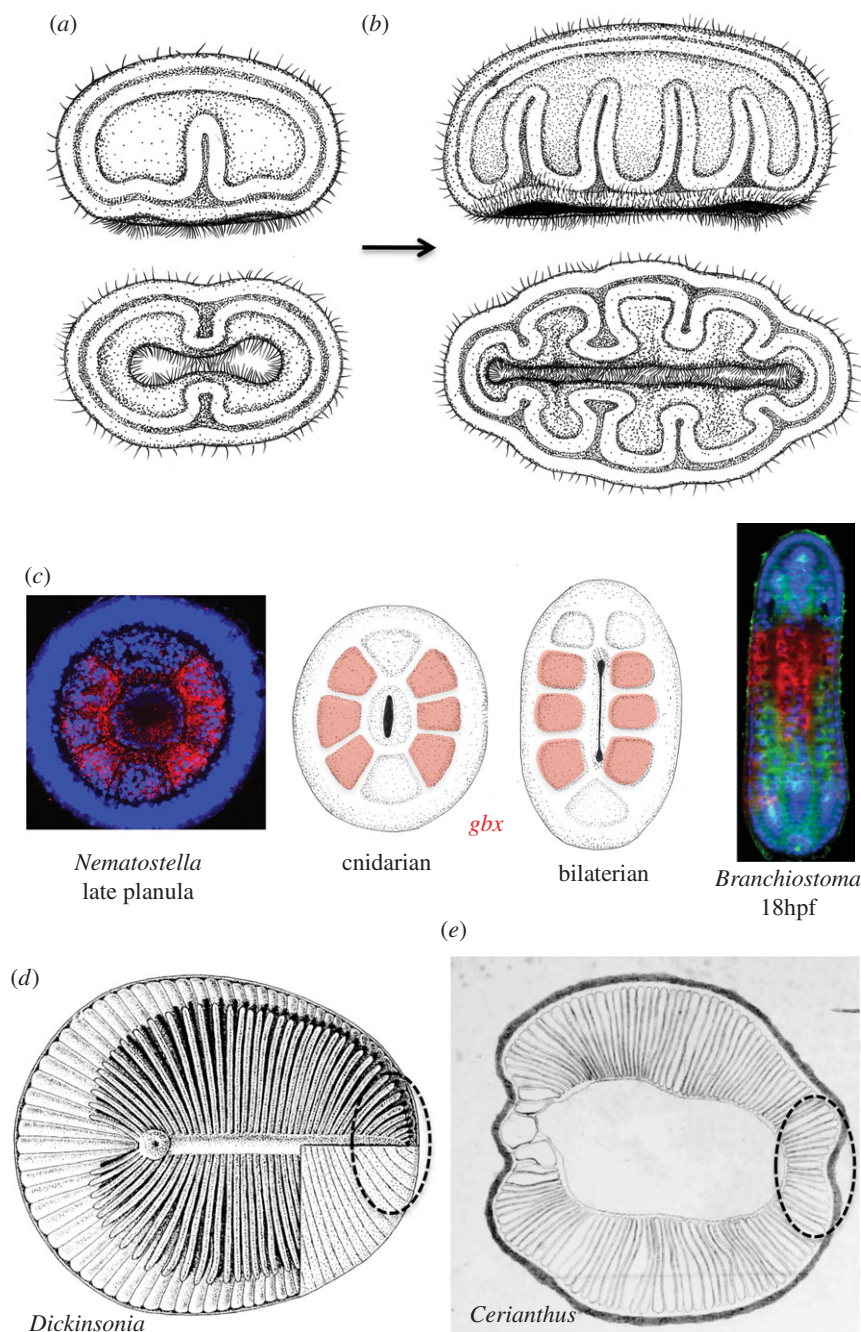 (a)
(b)
(c)
gbx
Nematostella
late planula
cnidarian
bilaterian
Branchiostoma
18hpf
(d)
(e)
Dickinsonia
Cerianthus